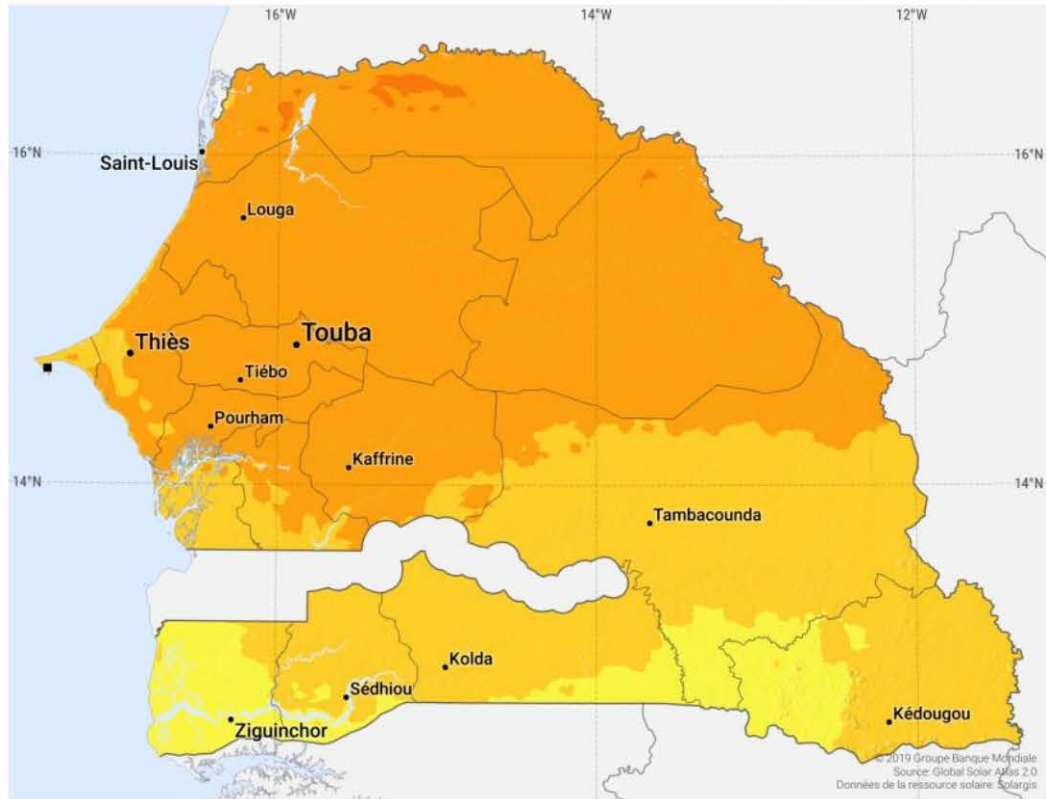 16°W 14°W 12°W
16°N 16°N
Saint-Louis
Louga
Thiès
Touba
Tiébo
Pourham
Kaffrine
14°N 14°N
Tambacounda
Kolda
Sédhiou
Ziguinchor
Kédougou
© 2019 Groupe Banque Mondiale
Source: Global Solar Atlas 2.0
Données de la ressource solaire: Solargis